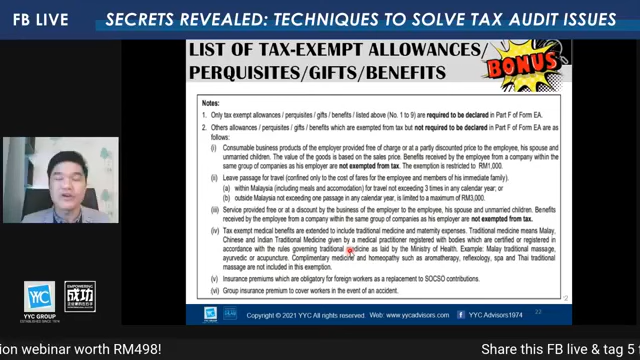 FB LIVE SECRETS REVEALED: TECHNIQUES TO SOLVE TAX AUDIT ISSUES
LIST OF TAX-EXEMPT ALLOWANCES/
PERQUISITES/GIFTS/BENEFITS
BONUS
Notes:
1. Only tax exempt allowances / perquisites / gifts / benefits / listed above (No. 1 to 9) are required to be declared in Part F of Form EA.
2. Others allowances / perquisites / gifts / benefits which are exempted from tax but not required to be declared in Part F of Form EA are as
follows:
(i) Consumable business products of the employer provided free of charge or at a partly discounted price to the employee, his spouse and
unmarried children. The value of the goods is based on the sales price. Benefits received by the employee from a company within the
same group of companies as his employer are not exempted from tax. The exemption is restricted to RM1,000.
(ii) Leave passage for travel (confined only to the cost of fares for the employee and members of his immediate family).
(a) within Malaysia (including meals and accomodation) for travel not exceeding 3 times in any calendar year; or
(b) outside Malaysia not exceeding one passage in any calendar year, is limited to a maximum of RM3,000.
(iii) Service provided free or at a discount by the business of the employer to the employee, his spouse and unmarried children. Benefits
received by the employee from a company within the same group of companies as his employer are not exempted from tax.
(iv) Tax exempt medical benefits are extended to include traditional medicine and maternity expenses. Traditional medicine means Malay,
Chinese and Indian Traditional Medicine given by a medical practitioner registered with bodies which are certified or registered in
accordance with the rules governing traditional medicine as laid by the Ministry of Health. Example: Malay traditional massage,
ayurvedic or acupuncture. Complimentary medicine and homeopathy such as aromatherapy, reflexology, spa and Thai traditional
massage are not included in this exemption.
(v) Insurance premiums which are obligatory for foreign workers as a replacement to SOCSO contributions.
(vi) Group insurance premium to cover workers in the event of an accident.
YYC
YYC GROUP
EMPOWERING
成功
YYC
Copyright © 2021 YYC All rights reserved Web: www.yycadvisors.com YYC Advisors1974
22
ion webinar worth RM498!
Share this FB live & tag 5